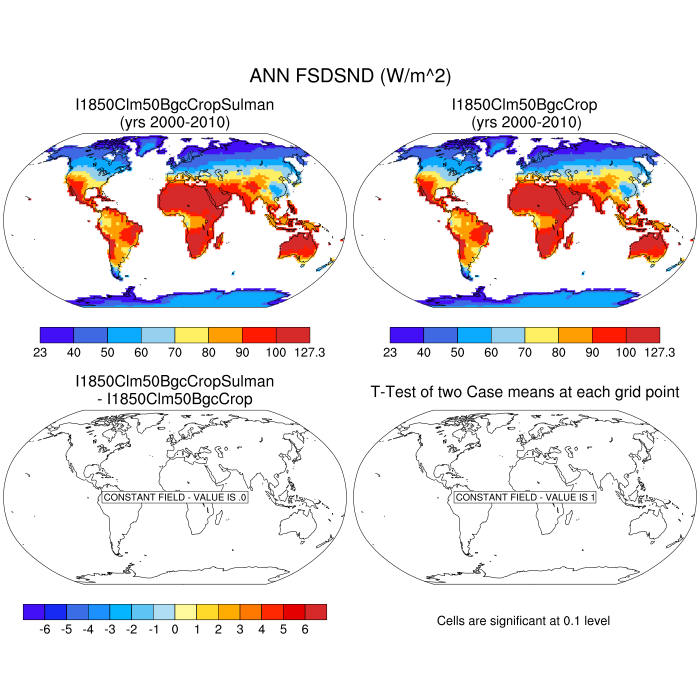 ANN FSDSND (W/m^2)
I1850Clm50BgcCropSulman
(yrs 2000-2010)
I1850Clm50BgcCrop
(yrs 2000-2010)
23 40 50 60 70 80 90 100 127.3
23 40 50 60 70 80 90 100 127.3
I1850Clm50BgcCropSulman
- I1850Clm50BgcCrop
T-Test of two Case means at each grid point
CONSTANT FIELD - VALUE IS .0
CONSTANT FIELD - VALUE IS 1
-6 -5 -4 -3 -2 -1 0 1 2 3 4 5 6
Cells are significant at 0.1 level